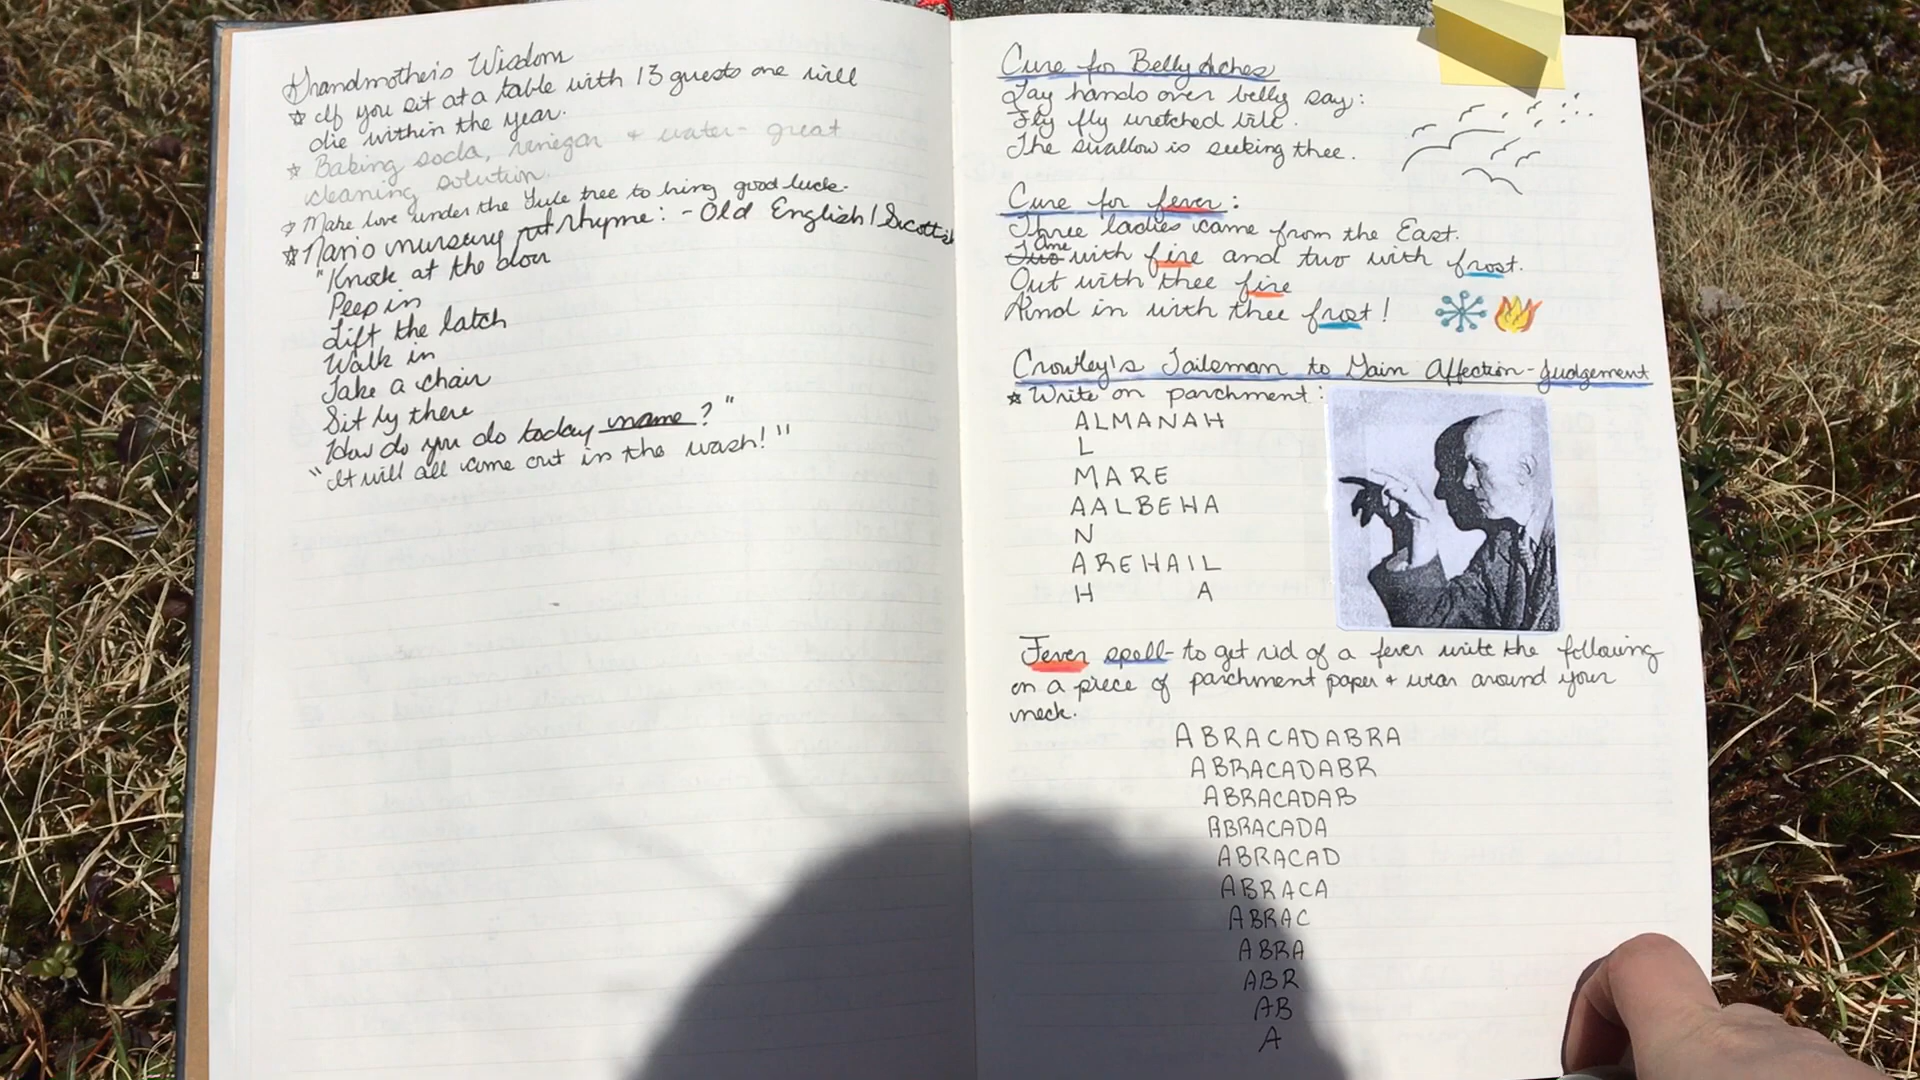 Grandmother's Wisdom
☆ If you sit at a table with 13 guests one will
die within the year.
☆ Baking soda, vinegar + water - great
cleaning solution.
☆ Make love under the Yule tree to bring good luck.
☆ Nario nursery rhyme: - Old English / Scottish
"Knock at the door
Peep in
Lift the latch
Walk in
Take a chair
Sit by there
How do you do today name?"
"It will all come out in the wash!"
Cure for Belly Aches
Lay hands over belly say:
Fly fly wretched bile.
The swallow is seeking thee.
Cure for fever:
Three ladies came from the East.
One with fire and two with frost.
Out with thee fire
And in with thee frost!
Crowley's Tailsman to Gain Affection - Judgement
☆ Write on parchment:
ALMANAH
L
MARE
AALBEHA
N
AREHAIL
H A
Fever spell - to get rid of a fever write the following
on a piece of parchment paper + wear around your
neck.
ABRACADABRA
ABRACADABR
ABRACADAB
ABRACADA
ABRACAD
ABRACA
ABRAC
ABRA
ABR
AB
A